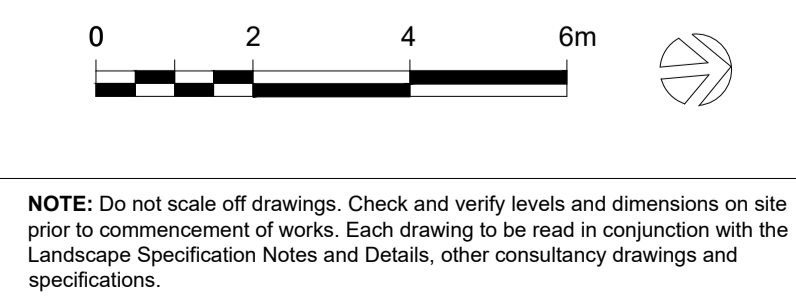 0 2 4 6m
NOTE: Do not scale off drawings. Check and verify levels and dimensions on site
prior to commencement of works. Each drawing to be read in conjunction with the
Landscape Specification Notes and Details, other consultancy drawings and
specifications.